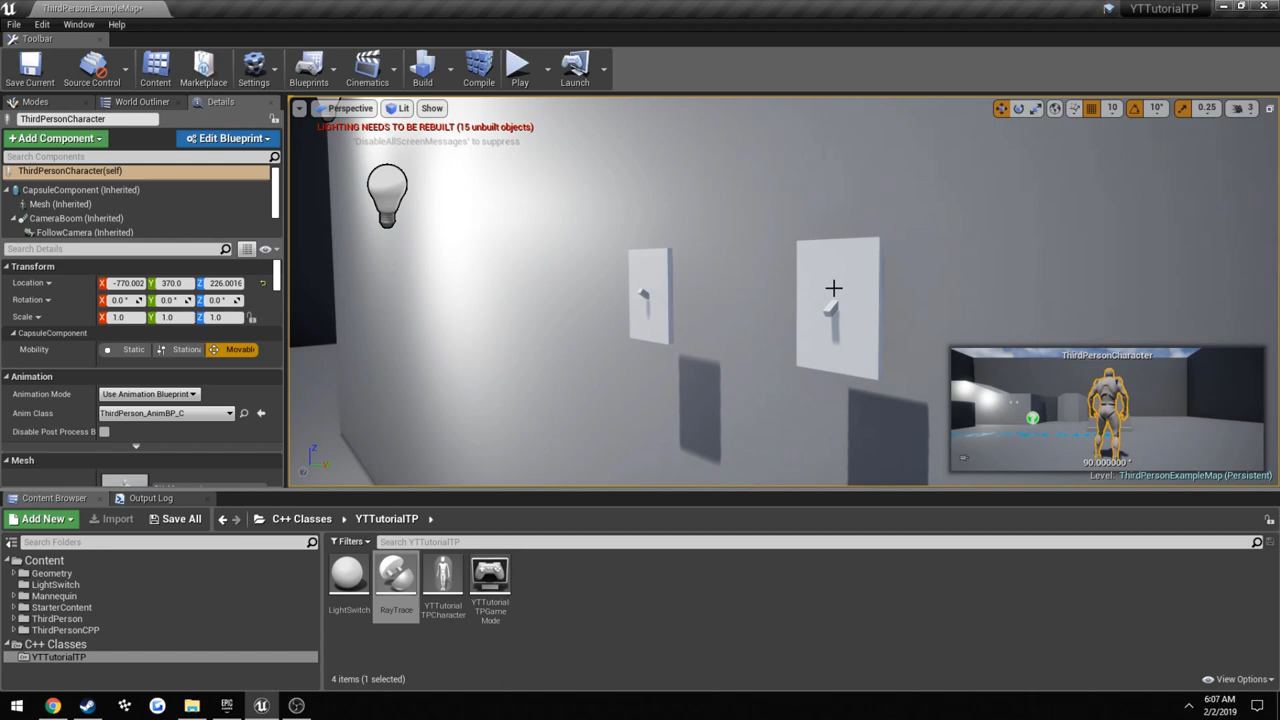 ThirdPersonExampleMap*
YTTutorialTP
File Edit Window Help
Toolbar
Save Current Source Control Content Marketplace Settings Blueprints Cinematics Build Compile Play Launch
Modes World Outliner Details
ThirdPersonCharacter
+Add Component Edit Blueprint
Search Components
ThirdPersonCharacter(self)
CapsuleComponent (Inherited)
Mesh (Inherited)
CameraBoom (Inherited)
FollowCamera (Inherited)
Search Details
Transform
Location X -770.002 Y 370.0 Z 226.0016
Rotation X 0.0 ° Y 0.0 ° Z 0.0 °
Scale X 1.0 Y 1.0 Z 1.0
CapsuleComponent
Mobility Static Station Movable
Animation
Animation Mode Use Animation Blueprint
Anim Class ThirdPerson_AnimBP_C
Disable Post Process B
Mesh
Perspective Lit Show 10 10° 0.25 3
LIGHTING NEEDS TO BE REBUILT (15 unbuilt objects)
'DisableAllScreenMessages' to suppress
ThirdPersonCharacter
90.000000 °
Level: ThirdPersonExampleMap (Persistent)
Z
Y
Content Browser Output Log
Add New Import Save All C++ Classes YTTutorialTP
Search Folders
Filters Search YTTutorialTP
Content
Geometry
LightSwitch
Mannequin
StarterContent
ThirdPerson
ThirdPersonCPP
C++ Classes
YTTutorialTP
LightSwitch
RayTrace
YTTutorial
TPCharacter
YTTutorial
TPGame
Mode
4 items (1 selected)
View Options
EPIC
6:07 AM
2/2/2019